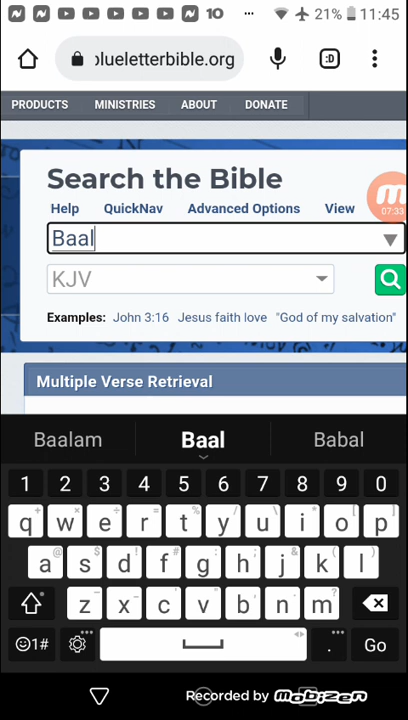 10 ... 21% 11:45
blueletterbible.org :D
PRODUCTS MINISTRIES ABOUT DONATE
Search the Bible
Help QuickNav Advanced Options View
07:33
Baal
KJV
Examples: John 3:16 Jesus faith love "God of my salvation"
Multiple Verse Retrieval
Baalam Baal Babal
1 2 3 4 5 6 7 8 9 0
q w e r t y u i o p
a s d f g h j k l
z x c v b n m
☺1# . Go
Recorded by mobizen